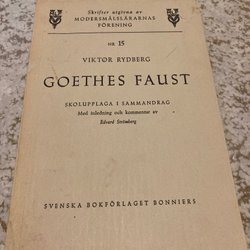 Skrifter utgivna av
MODERSMÅLSLÄRARNAS
FÖRENING
NR 15
VIKTOR RYDBERG
GOETHES FAUST
SKOLUPPLAGA I SAMMANDRAG
Med inledning och kommentar av
Edvard Strömberg
SVENSKA BOKFÖRLAGET BONNIERS